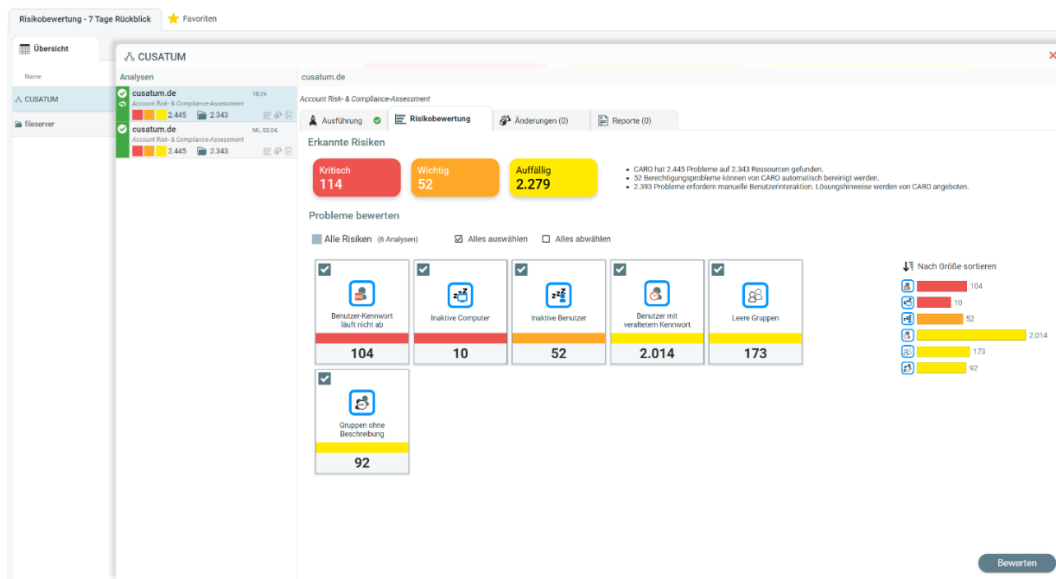 Risikobewertung - 7 Tage Rückblick
Favoriten
Übersicht
Name
CUSATUM
fileserver
CUSATUM
Analysen
cusatum.de
18:34
Account Risk- & Compliance-Assessment
2.445
2.343
cusatum.de
Mi., 05.04.
Account Risk- & Compliance-Assessment
2.445
2.343
cusatum.de
Account Risk- & Compliance-Assessment
Ausführung
Risikobewertung
Änderungen (0)
Reporte (0)
Erkannte Risiken
Kritisch
114
Wichtig
52
Auffällig
2.279
• CARO hat 2.445 Probleme auf 2.343 Ressourcen gefunden.
• 52 Berechtigungsprobleme können von CARO automatisch bereinigt werden.
• 2.393 Probleme erfordern manuelle Benutzerinteraktion. Lösungshinweise werden von CARO angeboten.
Probleme bewerten
Alle Risiken (6 Analysen)
Alles auswählen
Alles abwählen
Benutzer-Kennwort
läuft nicht ab
104
Inaktive Computer
10
Inaktive Benutzer
52
Benutzer mit
veraltetem Kennwort
2.014
Leere Gruppen
173
Gruppen ohne
Beschreibung
92
Nach Größe sortieren
104
10
52
2.014
173
92
Bewerten